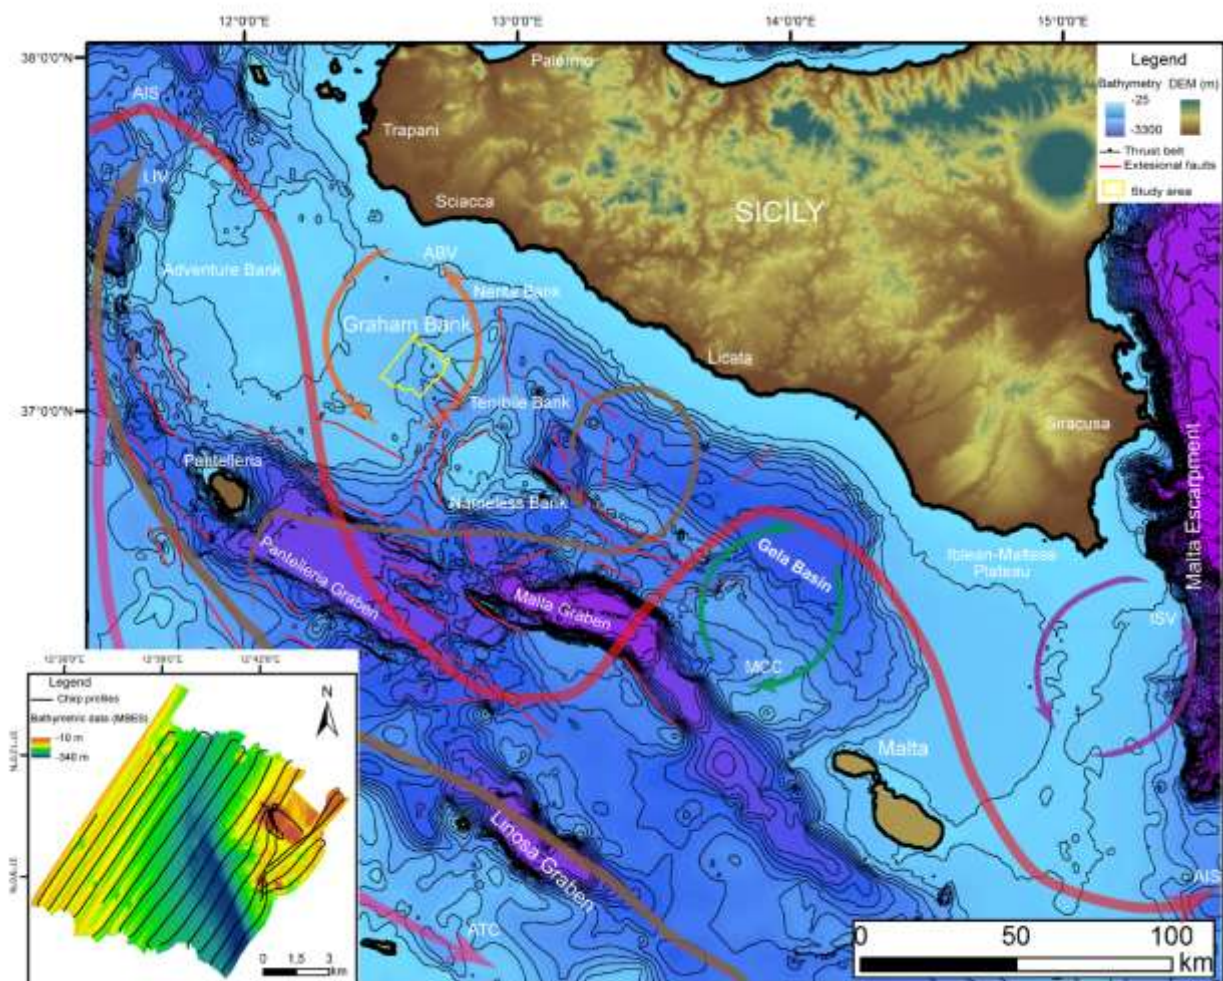 12°0'0"E
13°0'0"E
14°0'0"E
15°0'0"E
38°0'0"N
37°0'0"N
Legend
Bathymetry
DEM (m)
-25
-3300
Thrust belt
Extesional faults
Study area
Palermo
AIS
Trapani
LIV
Sciacca
SICILY
ABV
Adventure Bank
Nerita Bank
Graham Bank
Licata
Terribile Bank
Siracusa
Pantelleria
Nameless Bank
Malta Escarpment
Pantelleria Graben
Gela Basin
Iblean-Maltese
Plateau
Malta Graben
ISV
MCC
Malta
Linosa Graben
AIS
ATC
0 50 100
km
12°42'0"E
Legend
Chirp profiles
N
Bathymetric data (MBES)
-10 m
-340 m
0 1,5 3
km